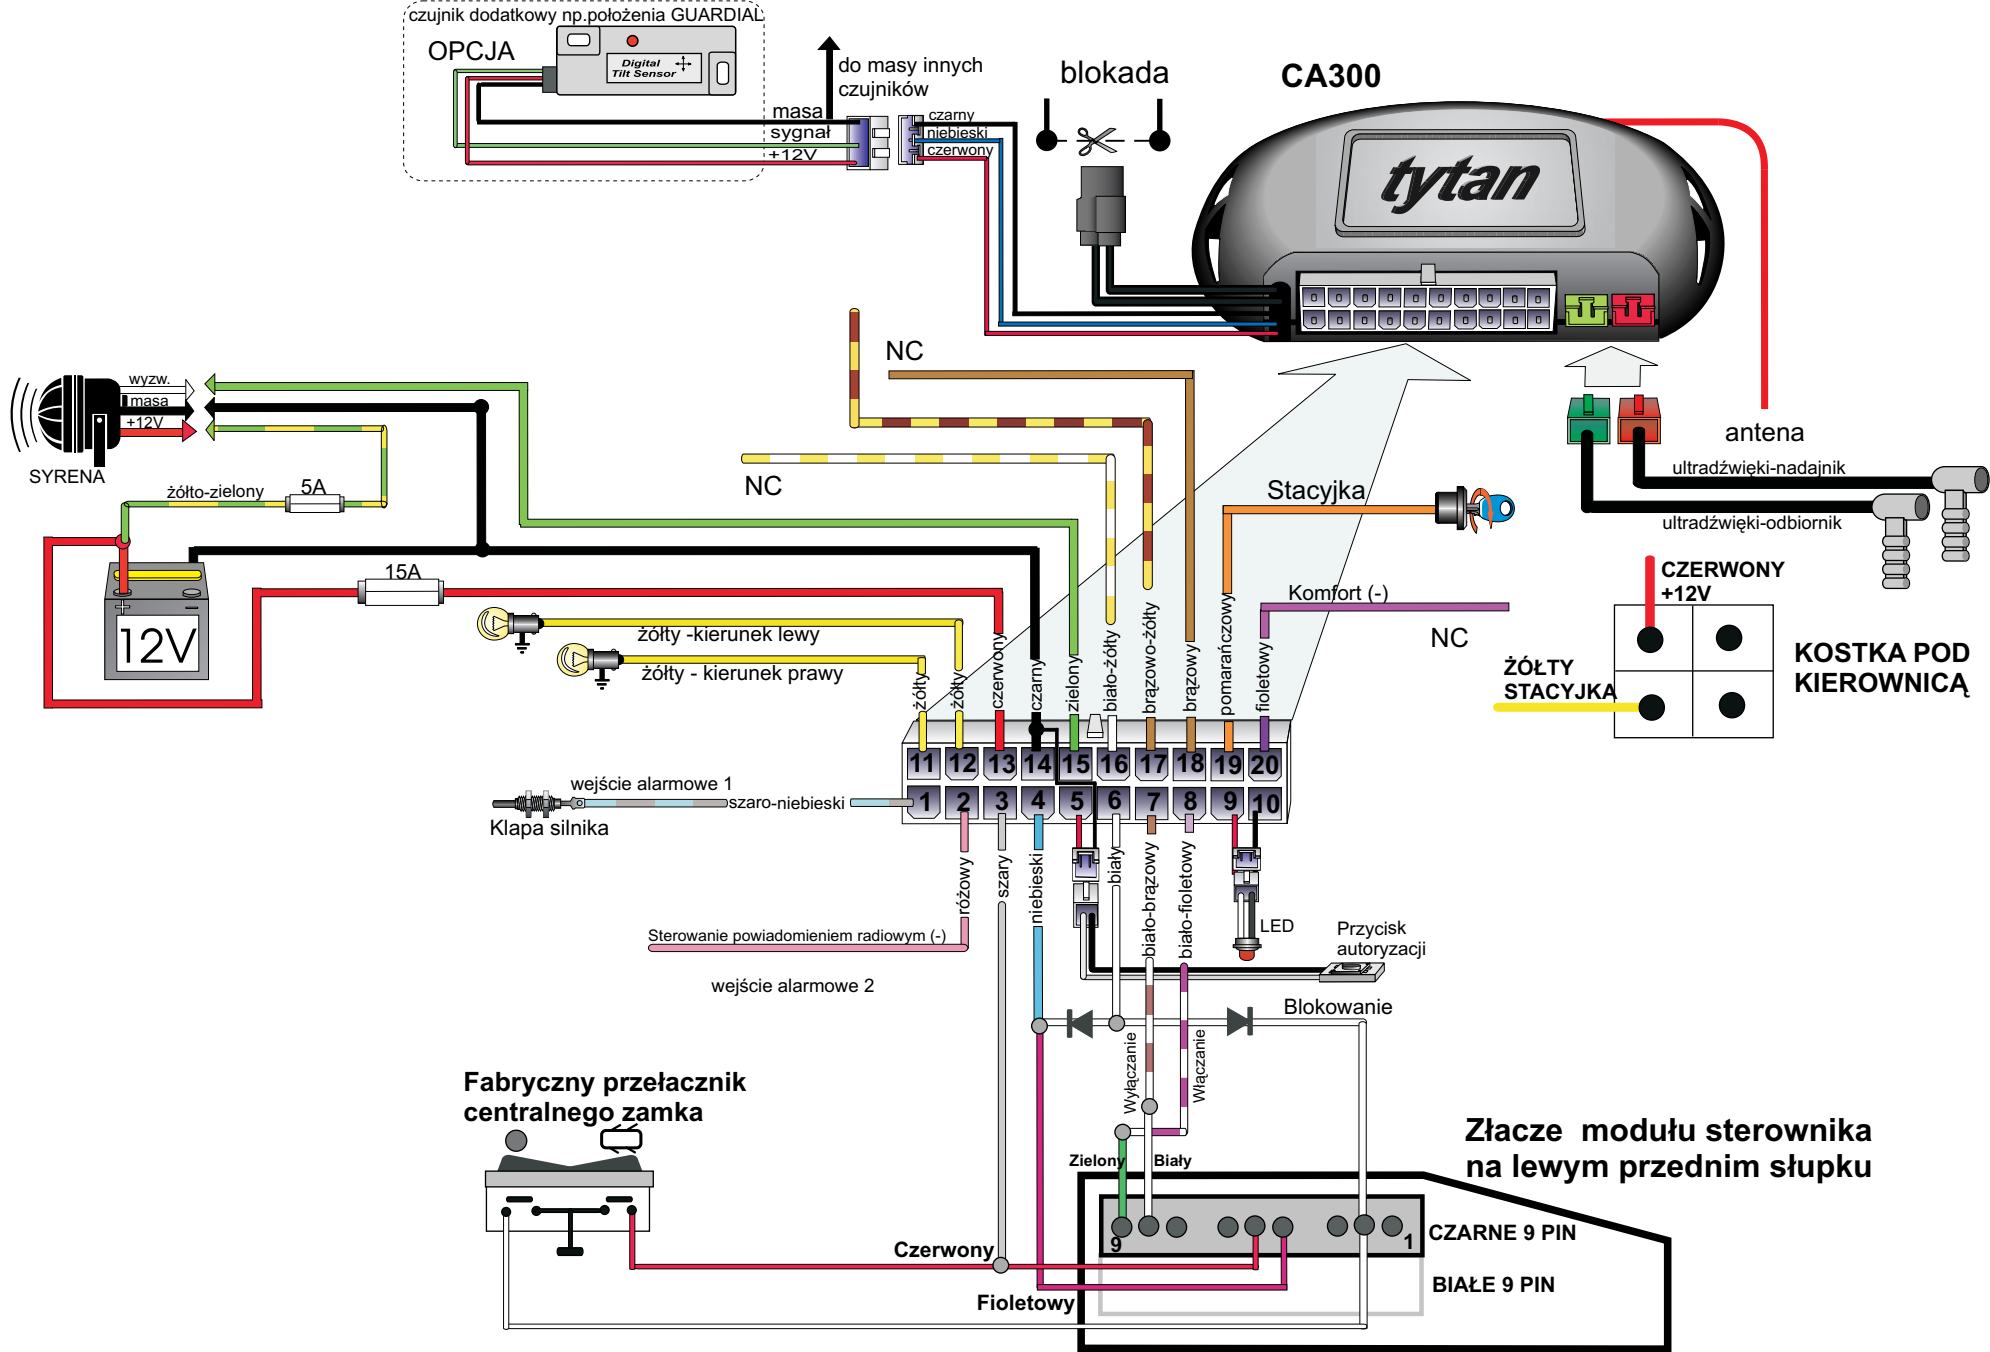 czujnik dodatkowy np.położenia GUARDIAL
OPCJA
Digital
Tilt Sensor
masa
sygnał
+12V
do masy innych
czujników
czarny
niebieski
czerwony
blokada
CA300
tytan
NC
NC
wyzw.
masa
+12V
SYRENA
żółto-zielony
5A
15A
12V
+
−
żółty -kierunek lewy
żółty - kierunek prawy
Stacyjka
antena
ultradźwięki-nadajnik
ultradźwięki-odbiornik
Komfort (-)
NC
CZERWONY
+12V
ŻÓŁTY
STACYJKA
KOSTKA POD
KIEROWNICĄ
żółty
żółty
czerwony
czarny
zielony
biało-żółty
brązowo-żółty
brązowy
pomarańczowy
fioletowy
11 12 13 14 15 16 17 18 19 20
1 2 3 4 5 6 7 8 9 10
wejście alarmowe 1
szaro-niebieski
Klapa silnika
różowy
szary
niebieski
biały
biało-brązowy
biało-fioletowy
LED
Przycisk
autoryzacji
Sterowanie powiadomieniem radiowym (-)
wejście alarmowe 2
Blokowanie
Wyłączanie
Włączanie
Fabryczny przełacznik
centralnego zamka
Złacze modułu sterownika
na lewym przednim słupku
Zielony
Biały
9
1
CZARNE 9 PIN
BIAŁE 9 PIN
Czerwony
Fioletowy